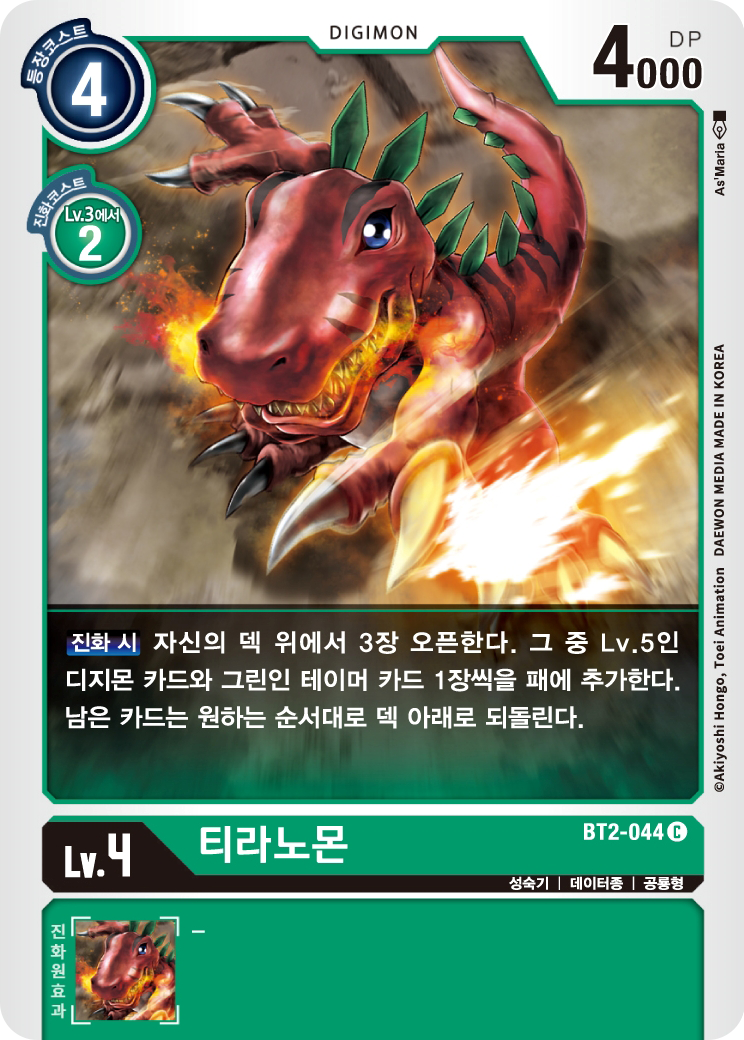 등장코스트
4
DIGIMON
DP
4000
As'Maria
진화코스트
Lv.3에서
2
진화 시 자신의 덱 위에서 3장 오픈한다. 그 중 Lv.5인
디지몬 카드와 그린인 테이머 카드 1장씩을 패에 추가한다.
남은 카드는 원하는 순서대로 덱 아래로 되돌린다.
©Akiyoshi Hongo, Toei Animation DAEWON MEDIA MADE IN KOREA
Lv.4
티라노몬
BT2-044 C
성숙기 | 데이터종 | 공룡형
진화원효과
–